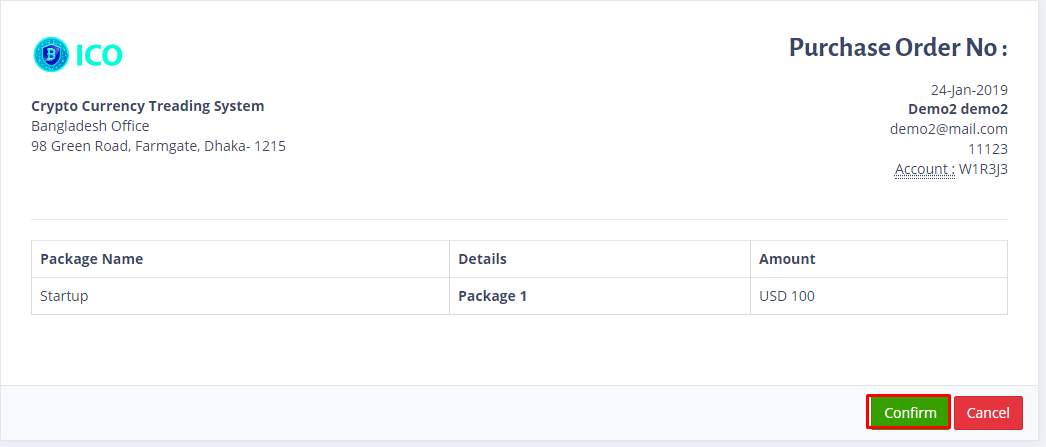 ICO
Purchase Order No :
24-Jan-2019
Crypto Currency Treading System
Demo2 demo2
Bangladesh Office
demo2@mail.com
98 Green Road, Farmgate, Dhaka- 1215
11123
Account : W1R3J3
Package Name Details Amount
Startup Package 1 USD 100
Confirm Cancel